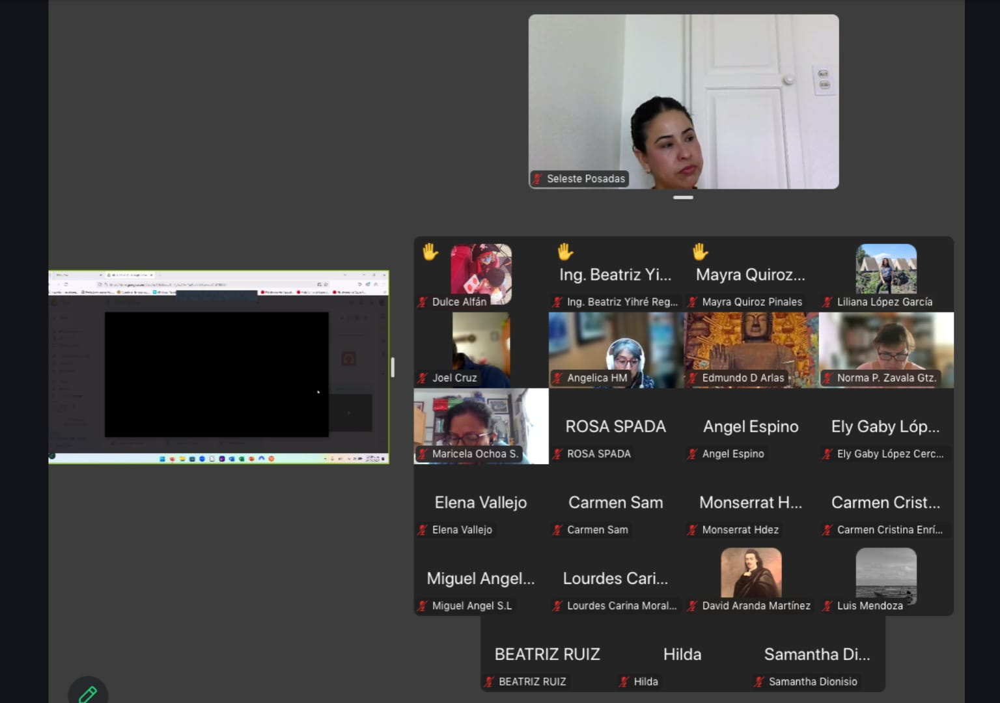 Seleste Posadas
Dulce Alfán
Ing. Beatriz Yi...
Ing. Beatriz Yihré Reg...
Mayra Quiroz...
Mayra Quiroz Pinales
Liliana López García
Joel Cruz
Angelica HM
Edmundo D Arlas
Norma P. Zavala Gtz.
Maricela Ochoa S.
ROSA SPADA
ROSA SPADA
Angel Espino
Angel Espino
Ely Gaby Lóp...
Ely Gaby López Cerc...
Elena Vallejo
Elena Vallejo
Carmen Sam
Carmen Sam
Monserrat H...
Monserrat Hdez
Carmen Crist...
Carmen Cristina Enrí...
Miguel Angel...
Miguel Angel S.L
Lourdes Cari...
Lourdes Carina Moral...
David Aranda Martínez
Luis Mendoza
BEATRIZ RUIZ
BEATRIZ RUIZ
Hilda
Hilda
Samantha Di...
Samantha Dionisio